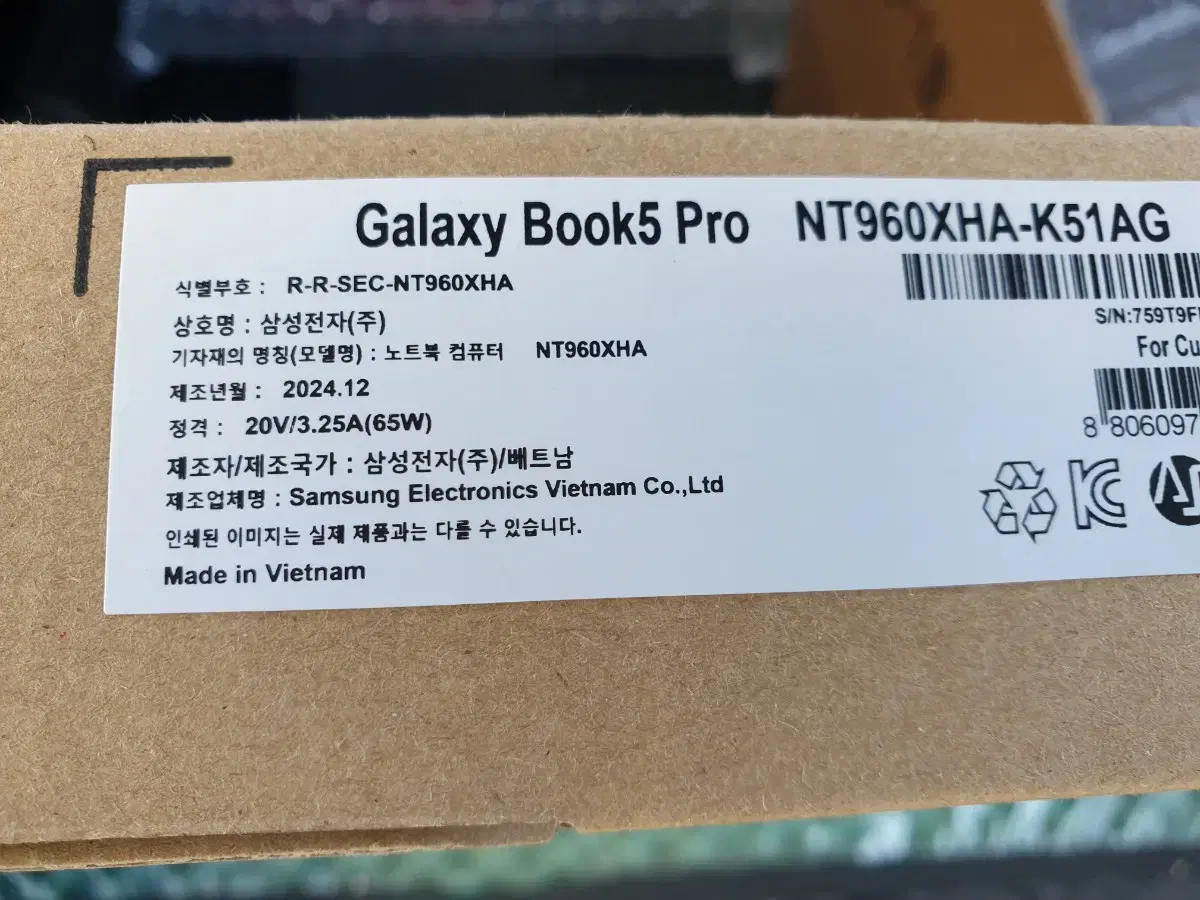 Galaxy Book5 Pro NT960XHA-K51AG
식별부호 : R-R-SEC-NT960XHA
상호명 : 삼성전자(주)
S/N:759T9F
기자재의 명칭(모델명) : 노트북 컴퓨터 NT960XHA
For Cu
제조년월 : 2024.12
정격 : 20V/3.25A(65W)
8 806097
제조자/제조국가 : 삼성전자(주)/베트남
제조업체명 : Samsung Electronics Vietnam Co.,Ltd
인쇄된 이미지는 실제 제품과는 다를 수 있습니다.
Made in Vietnam